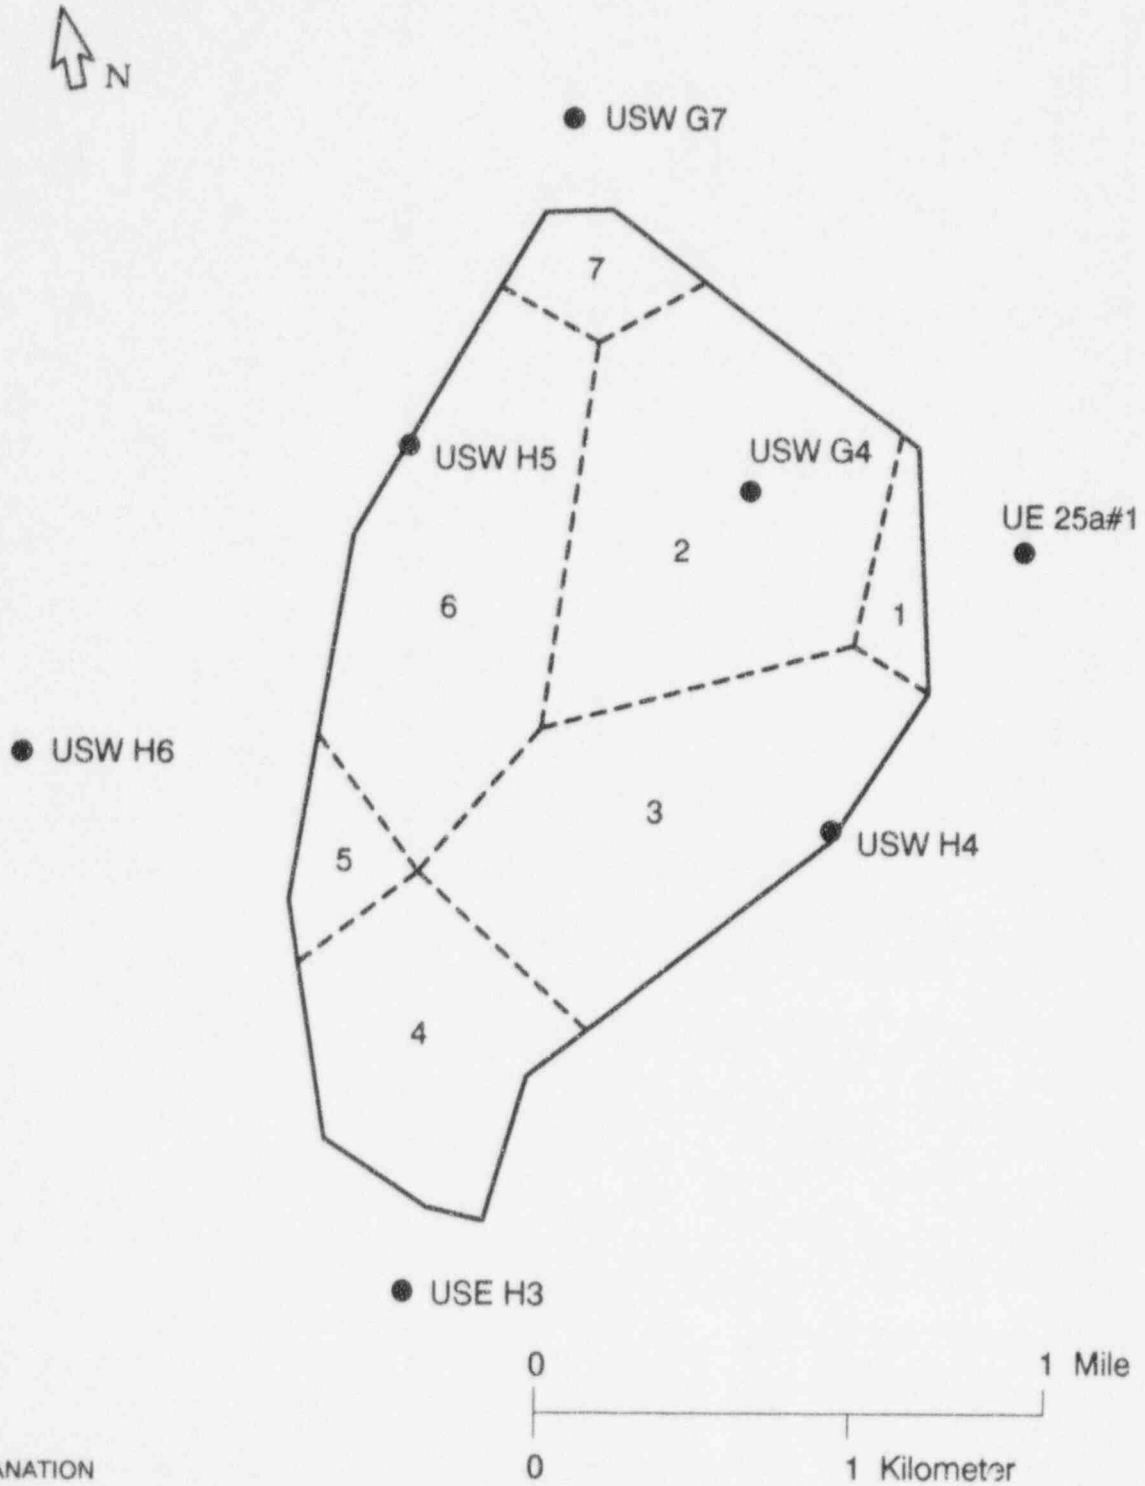 N
USW G7
7
USW H5
USW G4
UE 25a#1
2
6
1
USW H6
3
USW H4
5
4
USE H3
0 1 Mile
0 1 Kilometer
ANATION